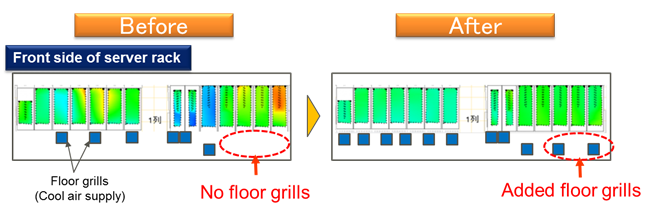 Before
After
Front side of server rack
1列
1列
Floor grills
(Cool air supply)
No floor grills
Added floor grills